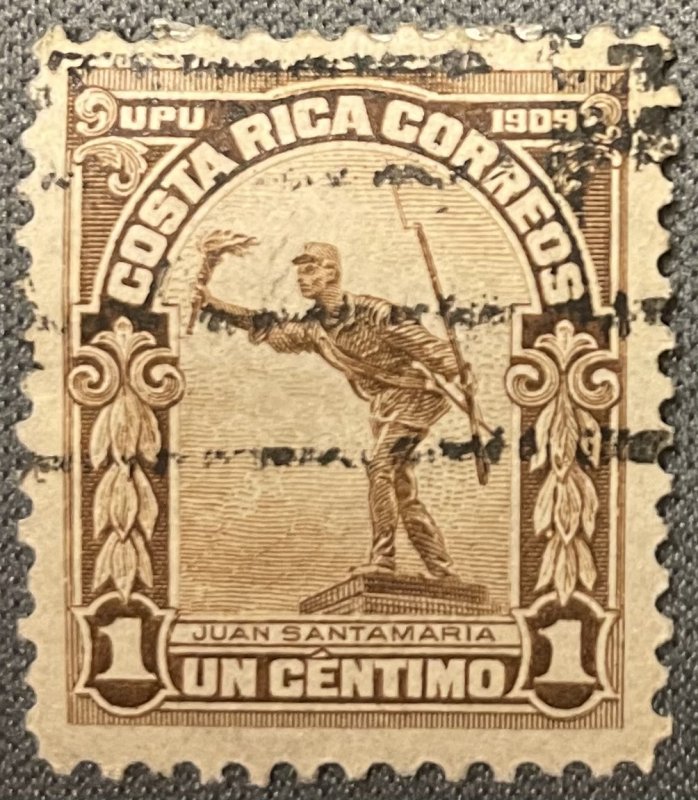 UPU 1909
COSTA RICA CORREOS
JUAN SANTAMARIA
1 UN CÉNTIMO 1